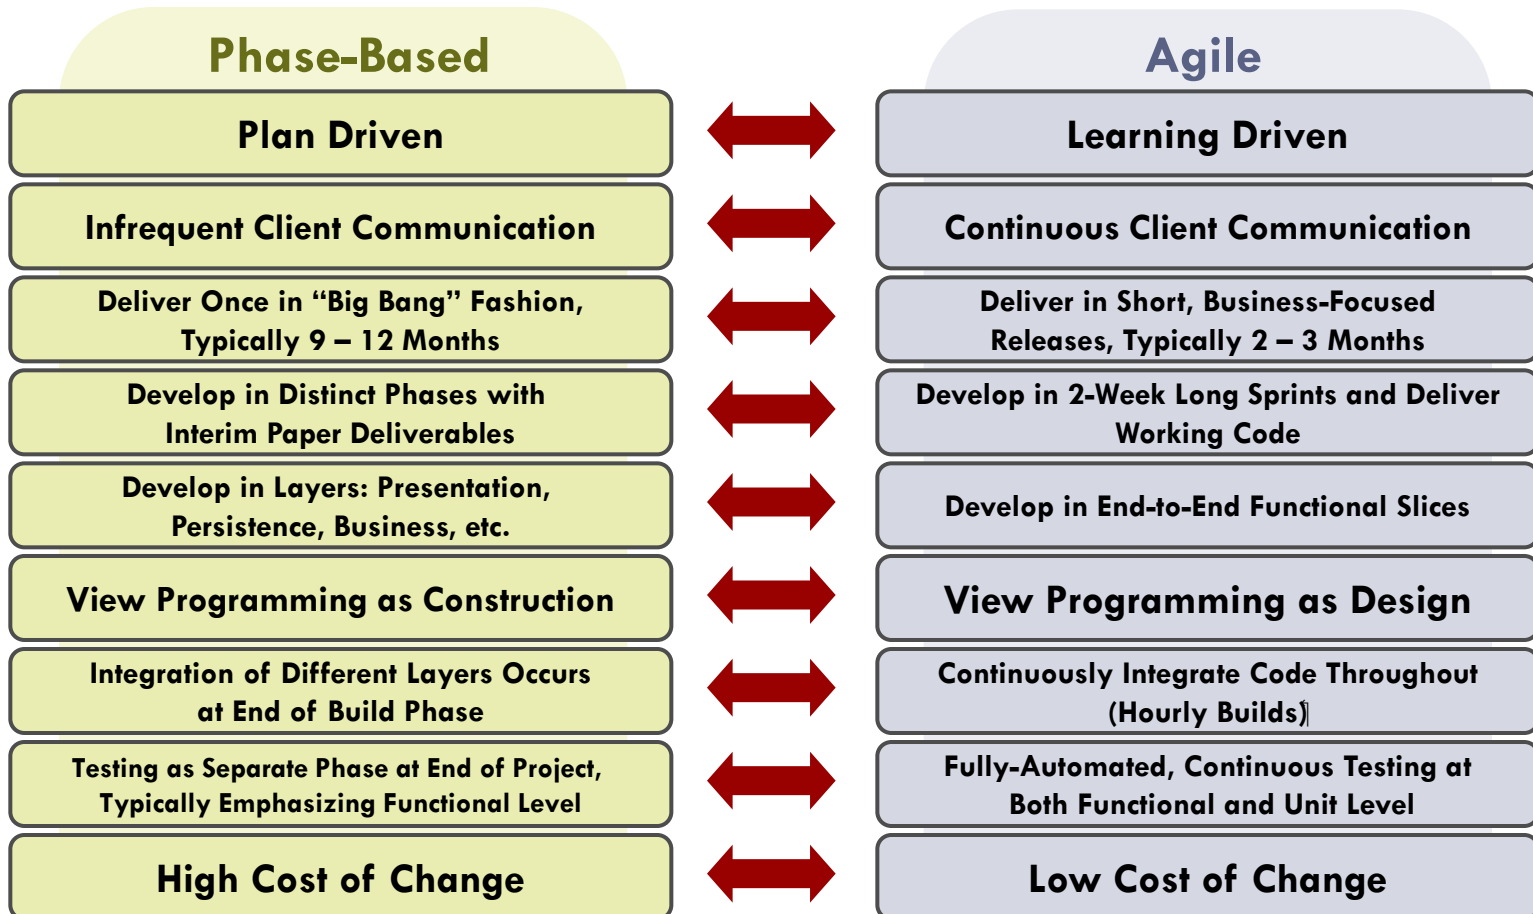 Phase-Based
Agile
Plan Driven
Learning Driven
Infrequent Client Communication
Continuous Client Communication
Deliver Once in “Big Bang” Fashion,
Typically 9 – 12 Months
Deliver in Short, Business-Focused
Releases, Typically 2 – 3 Months
Develop in Distinct Phases with
Interim Paper Deliverables
Develop in 2-Week Long Sprints and Deliver
Working Code
Develop in Layers: Presentation,
Persistence, Business, etc.
Develop in End-to-End Functional Slices
View Programming as Construction
View Programming as Design
Integration of Different Layers Occurs
at End of Build Phase
Continuously Integrate Code Throughout
(Hourly Builds)
Testing as Separate Phase at End of Project,
Typically Emphasizing Functional Level
Fully-Automated, Continuous Testing at
Both Functional and Unit Level
High Cost of Change
Low Cost of Change